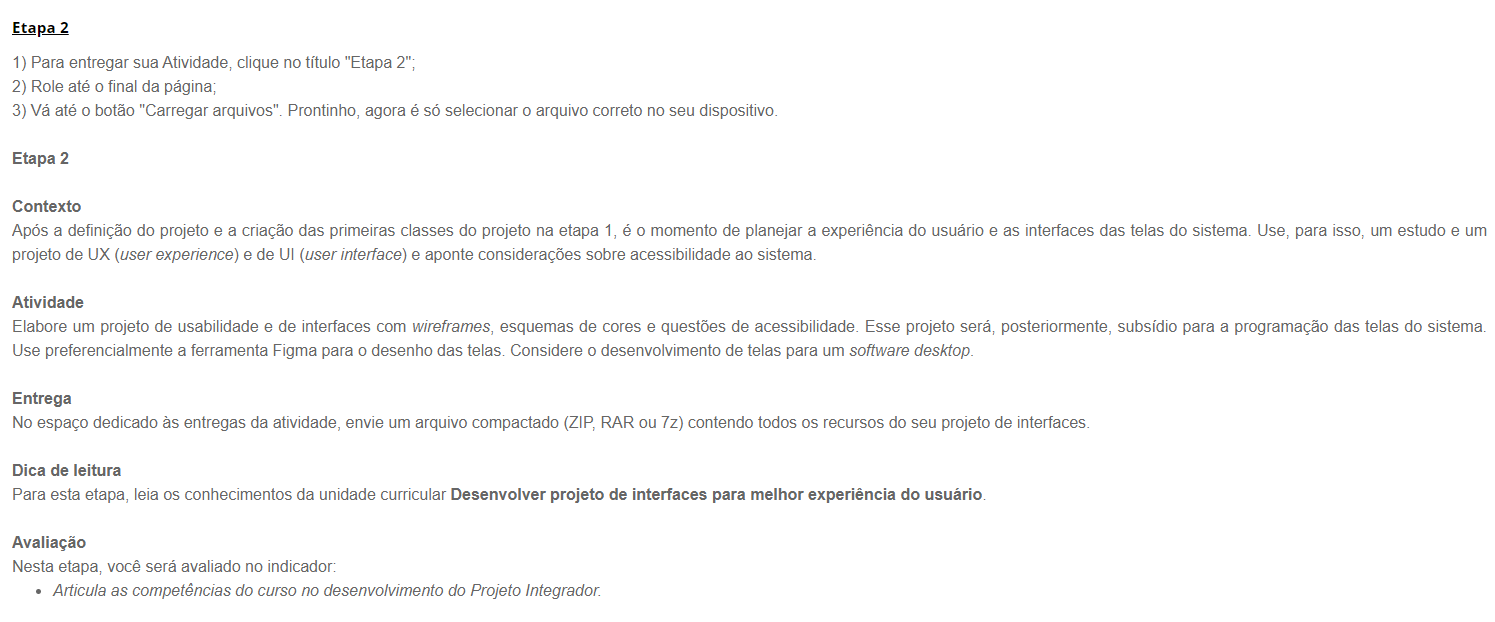 Etapa 2
1) Para entregar sua Atividade, clique no título "Etapa 2";
2) Role até o final da página;
3) Vá até o botão "Carregar arquivos". Prontinho, agora é só selecionar o arquivo correto no seu dispositivo.
Etapa 2
Contexto
Após a definição do projeto e a criação das primeiras classes do projeto na etapa 1, é o momento de planejar a experiência do usuário e as interfaces das telas do sistema. Use, para isso, um estudo e um
projeto de UX (user experience) e de UI (user interface) e aponte considerações sobre acessibilidade ao sistema.
Atividade
Elabore um projeto de usabilidade e de interfaces com wireframes, esquemas de cores e questões de acessibilidade. Esse projeto será, posteriormente, subsídio para a programação das telas do sistema.
Use preferencialmente a ferramenta Figma para o desenho das telas. Considere o desenvolvimento de telas para um software desktop.
Entrega
No espaço dedicado às entregas da atividade, envie um arquivo compactado (ZIP, RAR ou 7z) contendo todos os recursos do seu projeto de interfaces.
Dica de leitura
Para esta etapa, leia os conhecimentos da unidade curricular Desenvolver projeto de interfaces para melhor experiência do usuário.
Avaliação
Nesta etapa, você será avaliado no indicador:
• Articula as competências do curso no desenvolvimento do Projeto Integrador.